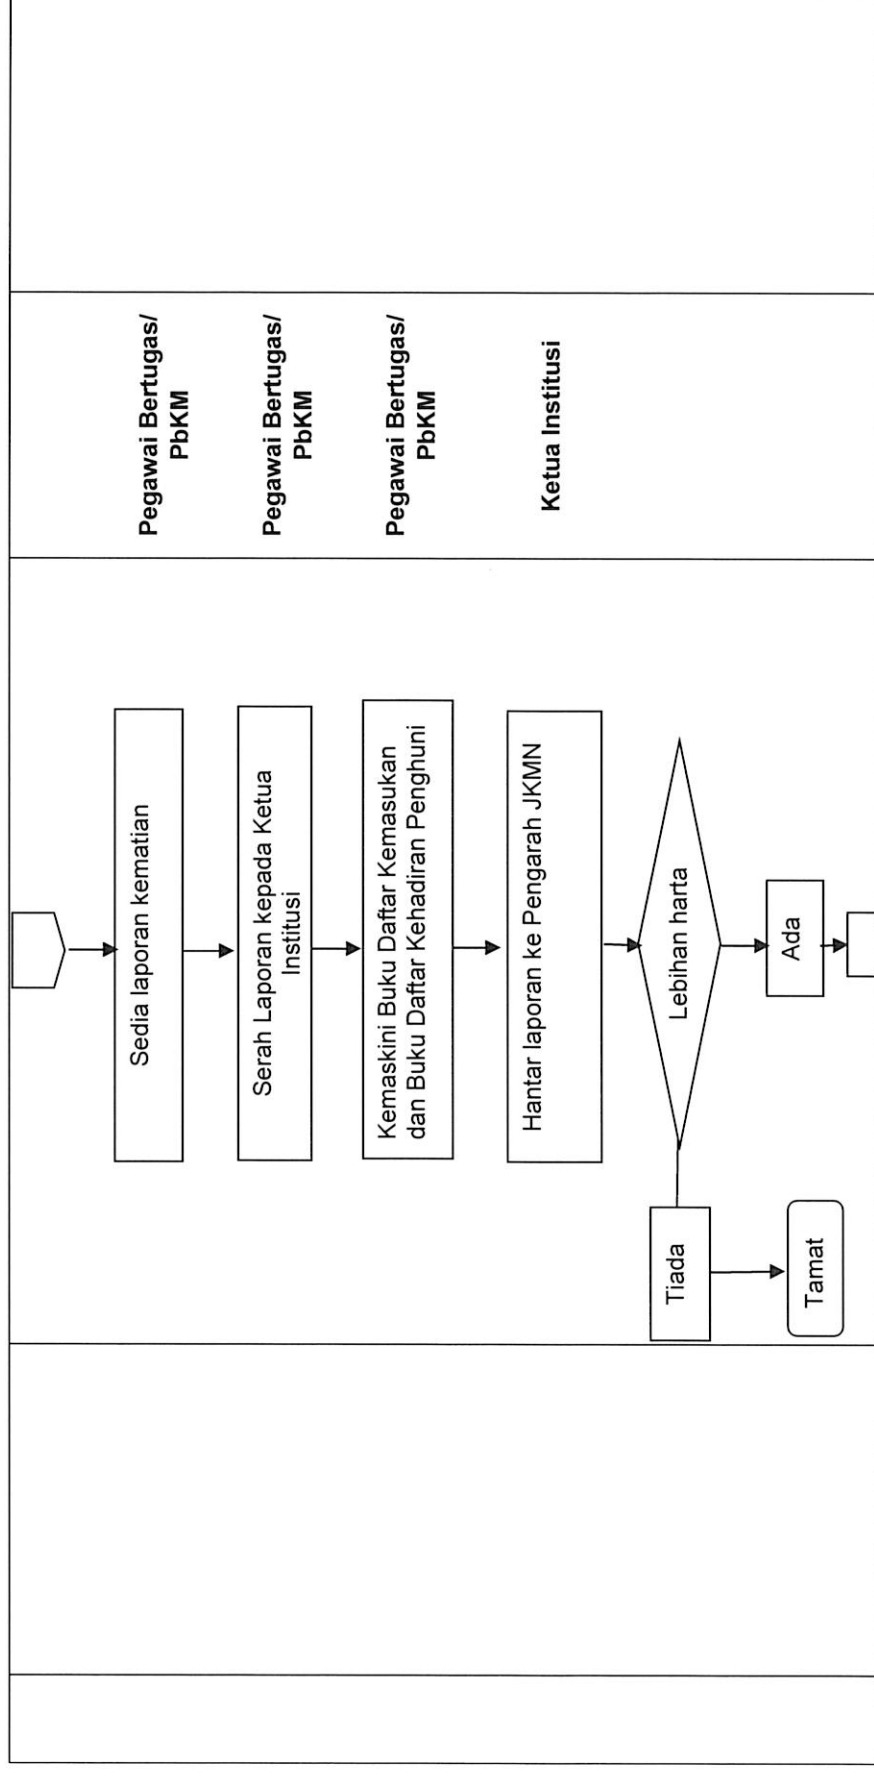 Sedia laporan kematian
Pegawai Bertugas/
PbKM
Serah Laporan kepada Ketua
Institusi
Pegawai Bertugas/
PbKM
Kemaskini Buku Daftar Kemasukan
dan Buku Daftar Kehadiran Penghuni
Pegawai Bertugas/
PbKM
Hantar laporan ke Pengarah JKMN
Ketua Institusi
Lebihan harta
Tiada
Ada
Tamat